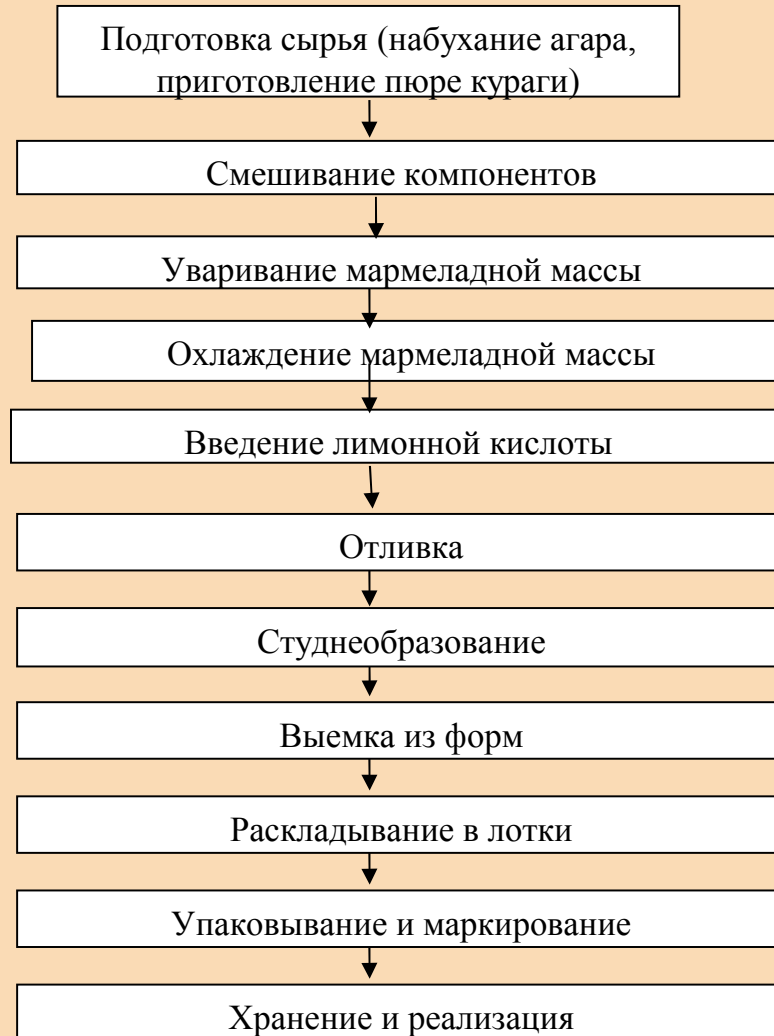 Подготовка сырья (набухание агара,
приготовление пюре кураги)
Смешивание компонентов
Уваривание мармеладной массы
Охлаждение мармеладной массы
Введение лимонной кислоты
Отливка
Студнеобразование
Выемка из форм
Раскладывание в лотки
Упаковывание и маркирование
Хранение и реализация